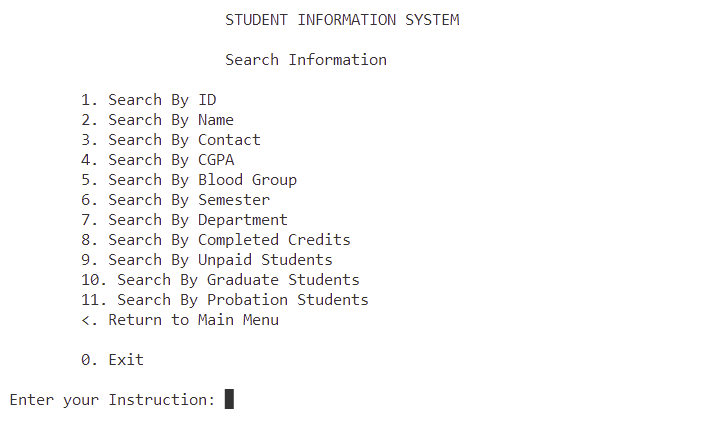 STUDENT INFORMATION SYSTEM
Search Information
1. Search By ID
2. Search By Name
3. Search By Contact
4. Search By CGPA
5. Search By Blood Group
6. Search By Semester
7. Search By Department
8. Search By Completed Credits
9. Search By Unpaid Students
10. Search By Graduate Students
11. Search By Probation Students
<. Return to Main Menu
0. Exit
Enter your Instruction: